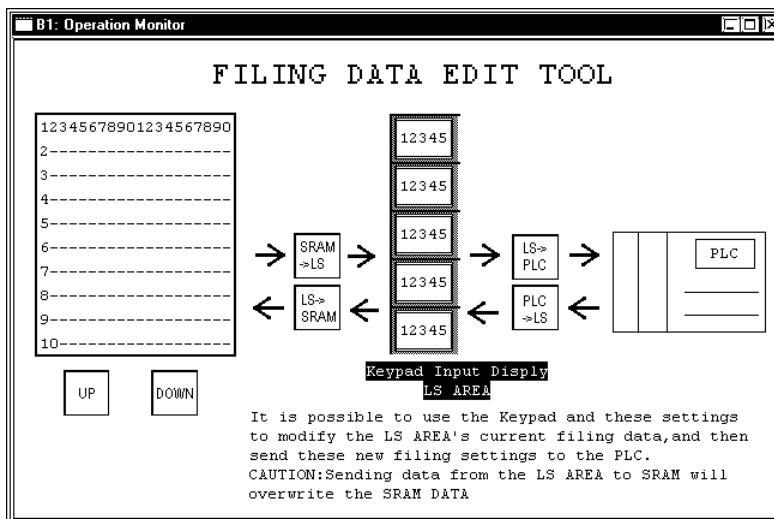 B1: Operation Monitor
FILING DATA EDIT TOOL
12345678901234567890
2------------------
3------------------
4------------------
5------------------
6------------------
7------------------
8------------------
9------------------
10-----------------
UP
DOWN
SRAM
->LS
LS->
SRAM
12345
12345
12345
12345
12345
Keypad Input Disply
LS AREA
LS->
PLC
PLC
->LS
PLC
It is possible to use the Keypad and these settings
to modify the LS AREA's current filing data,and then
send these new filing settings to the PLC.
CAUTION:Sending data from the LS AREA to SRAM will
overwrite the SRAM DATA